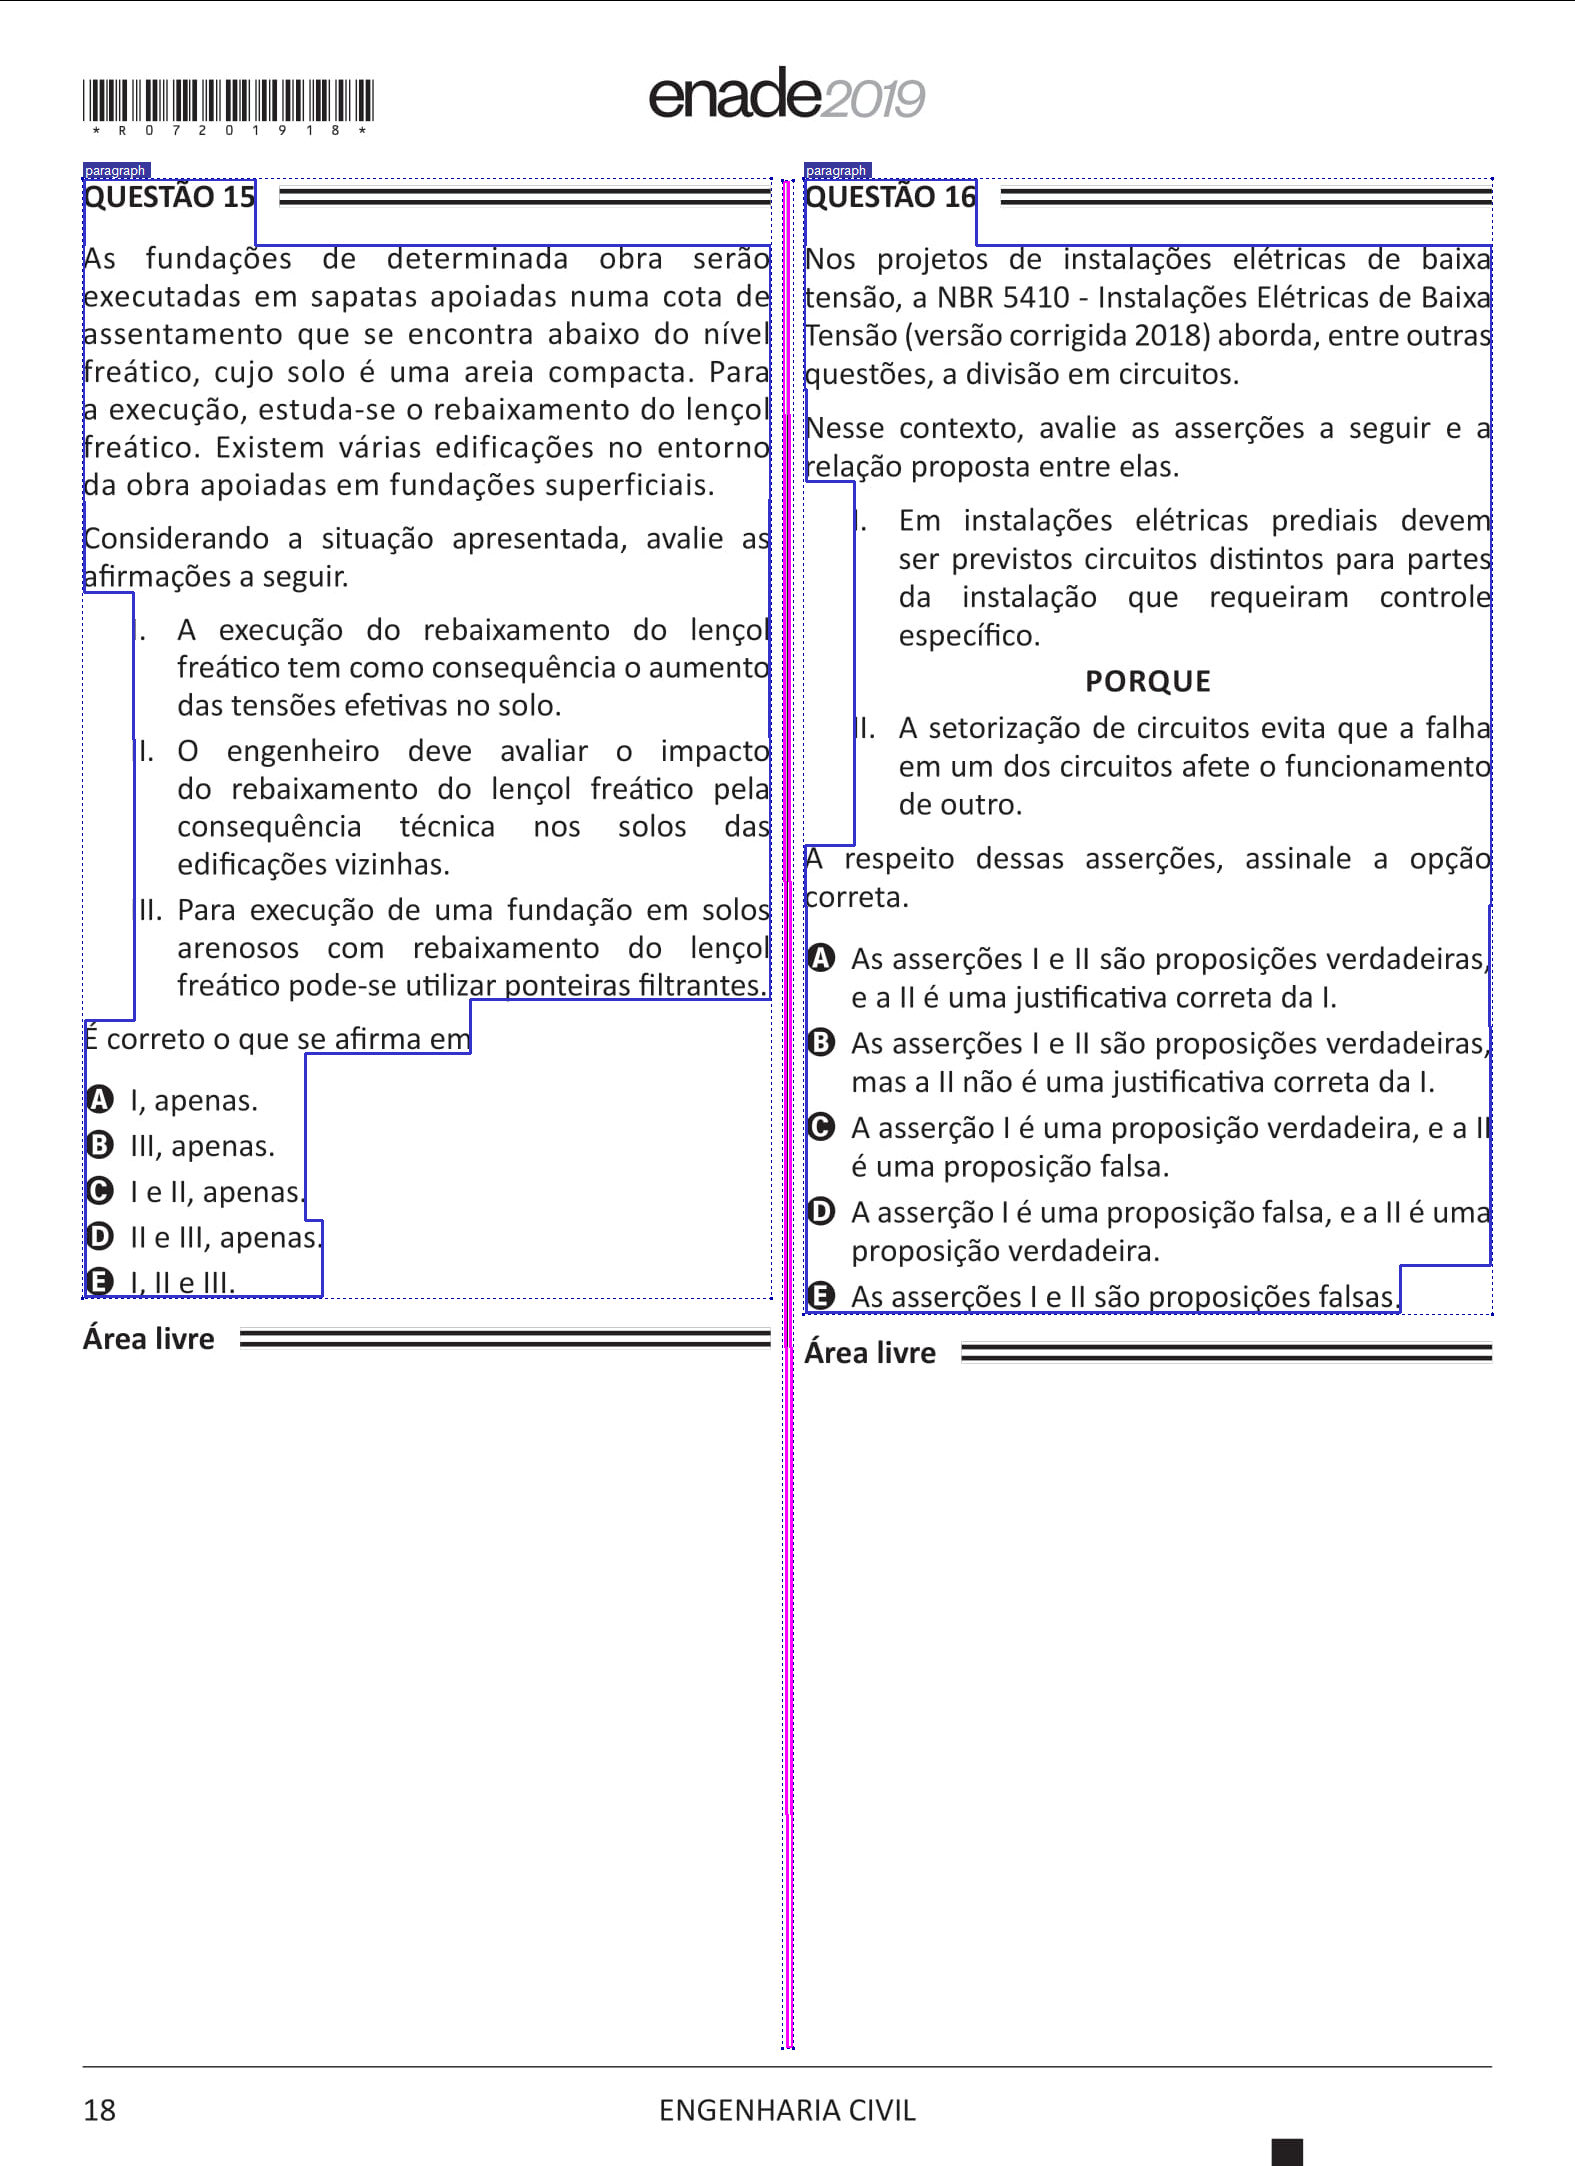 *R07201918*
enade2019
paragraph
QUESTÃO 15
As fundações de determinada obra serão
executadas em sapatas apoiadas numa cota de
assentamento que se encontra abaixo do nível
freático, cujo solo é uma areia compacta. Para
a execução, estuda-se o rebaixamento do lençol
freático. Existem várias edificações no entorno
da obra apoiadas em fundações superficiais.
Considerando a situação apresentada, avalie as
afirmações a seguir.
I. A execução do rebaixamento do lençol
freático tem como consequência o aumento
das tensões efetivas no solo.
II. O engenheiro deve avaliar o impacto
do rebaixamento do lençol freático pela
consequência técnica nos solos das
edificações vizinhas.
III. Para execução de uma fundação em solos
arenosos com rebaixamento do lençol
freático pode-se utilizar ponteiras filtrantes.
É correto o que se afirma em
A I, apenas.
B III, apenas.
C I e II, apenas.
D II e III, apenas.
E I, II e III.
Área livre
paragraph
QUESTÃO 16
Nos projetos de instalações elétricas de baixa
tensão, a NBR 5410 - Instalações Elétricas de Baixa
Tensão (versão corrigida 2018) aborda, entre outras
questões, a divisão em circuitos.
Nesse contexto, avalie as asserções a seguir e a
relação proposta entre elas.
I. Em instalações elétricas prediais devem
ser previstos circuitos distintos para partes
da instalação que requeiram controle
específico.
PORQUE
II. A setorização de circuitos evita que a falha
em um dos circuitos afete o funcionamento
de outro.
A respeito dessas asserções, assinale a opção
correta.
A As asserções I e II são proposições verdadeiras,
e a II é uma justificativa correta da I.
B As asserções I e II são proposições verdadeiras,
mas a II não é uma justificativa correta da I.
C A asserção I é uma proposição verdadeira, e a II
é uma proposição falsa.
D A asserção I é uma proposição falsa, e a II é uma
proposição verdadeira.
E As asserções I e II são proposições falsas.
Área livre
18
ENGENHARIA CIVIL